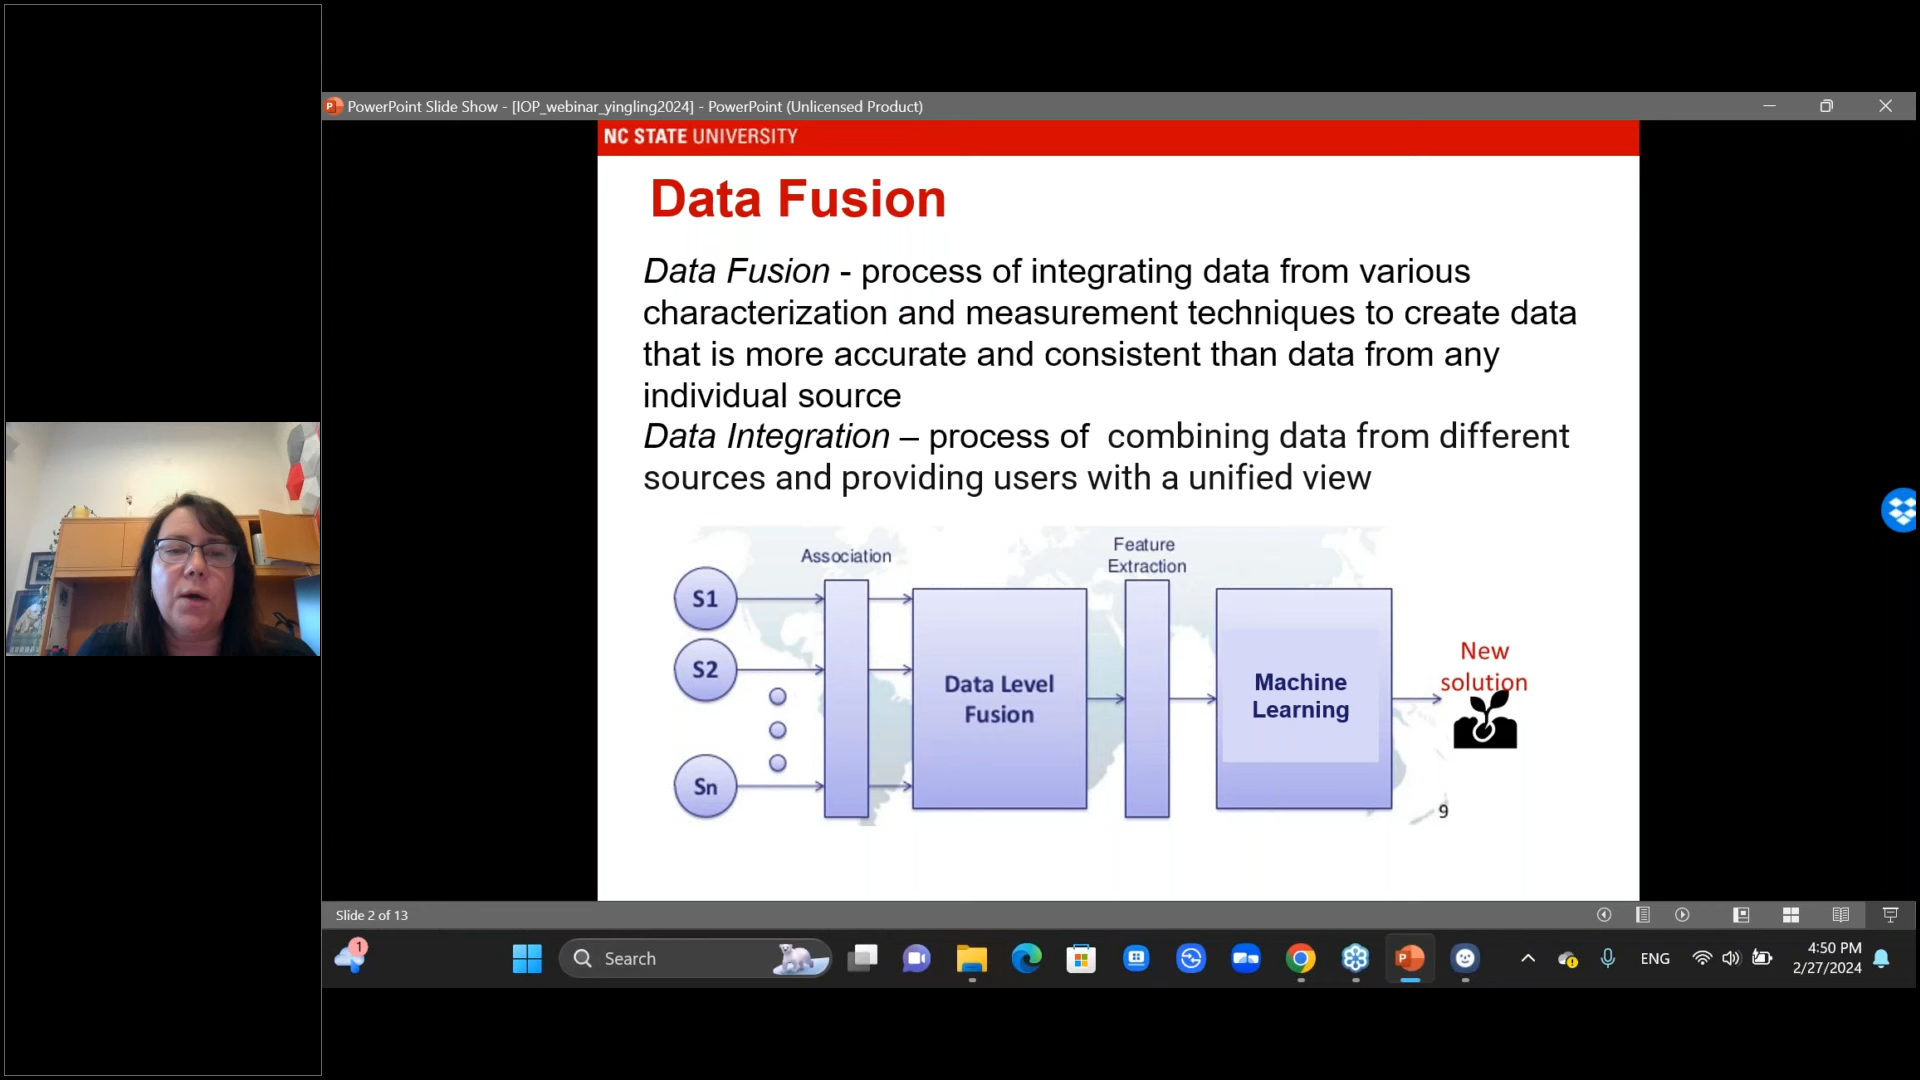 PowerPoint Slide Show - [IOP_webinar_yingling2024] - PowerPoint (Unlicensed Product)
NC STATE UNIVERSITY
Data Fusion
Data Fusion - process of integrating data from various
characterization and measurement techniques to create data
that is more accurate and consistent than data from any
individual source
Data Integration – process of  combining data from different
sources and providing users with a unified view
Association
Feature
Extraction
S1
S2
Sn
Data Level
Fusion
Machine
Learning
New
solution
9
Slide 2 of 13
1
Search
ENG
4:50 PM
2/27/2024